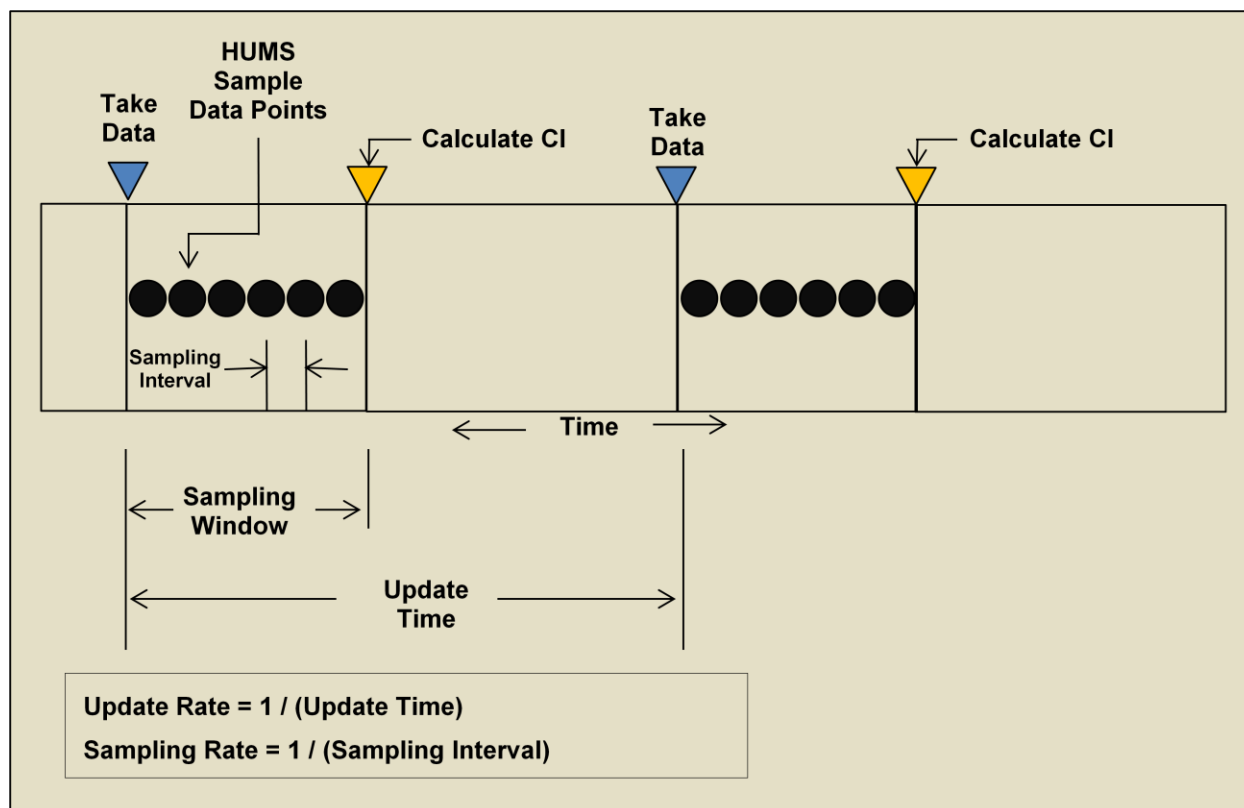 HUMS
Sample
Data Points
Take
Data
Calculate CI
Take
Data
Calculate CI
Sampling
Interval
Time
Sampling
Window
Update
Time
Update Rate = 1 / (Update Time)
Sampling Rate = 1 / (Sampling Interval)